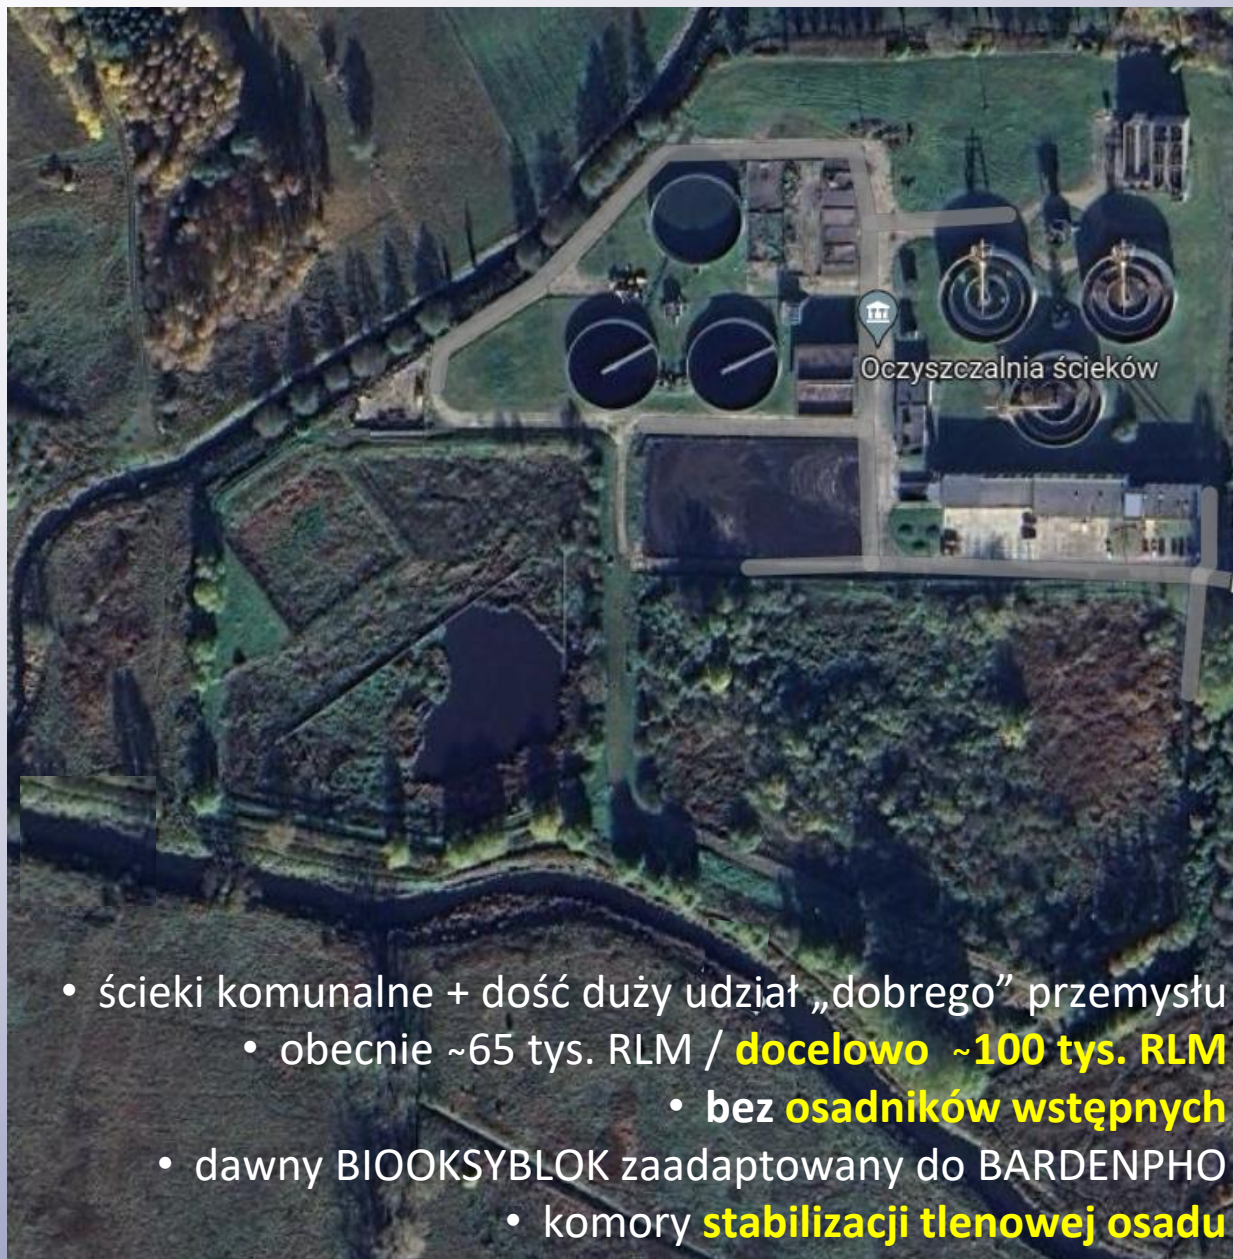 Oczyszczalnia ścieków
• ścieki komunalne + dość duży udział „dobrego” przemysłu
• obecnie ~65 tys. RLM / docelowo ~100 tys. RLM
• bez osadników wstępnych
• dawny BIOOKSYBLOK zaadaptowany do BARDENPHO
• komory stabilizacji tlenowej osadu